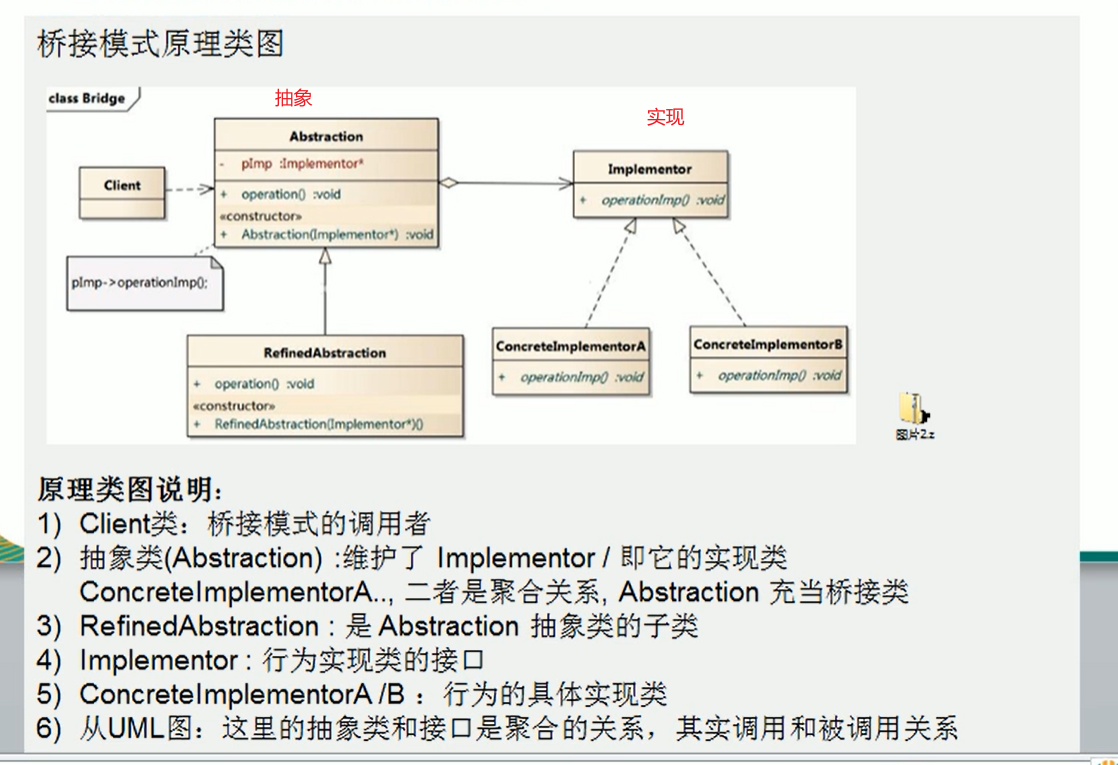 桥接模式原理类图
class Bridge
抽象
实现
Abstraction
- pImp :Implementor*
+ operation() :void
«constructor»
+ Abstraction(Implementor*) :void
Client
Implementor
+ operationImp() :void
pImp->operationImp();
RefinedAbstraction
+ operation() :void
«constructor»
+ RefinedAbstraction(Implementor*)()
ConcreteImplementorA
+ operationImp() :void
ConcreteImplementorB
+ operationImp() :void
图片2.z
原理类图说明:
1) Client类：桥接模式的调用者
2) 抽象类(Abstraction) :维护了 Implementor / 即它的实现类
ConcreteImplementorA.., 二者是聚合关系, Abstraction 充当桥接类
3) RefinedAbstraction : 是 Abstraction 抽象类的子类
4) Implementor : 行为实现类的接口
5) ConcreteImplementorA /B ：行为的具体实现类
6) 从UML图：这里的抽象类和接口是聚合的关系，其实调用和被调用关系